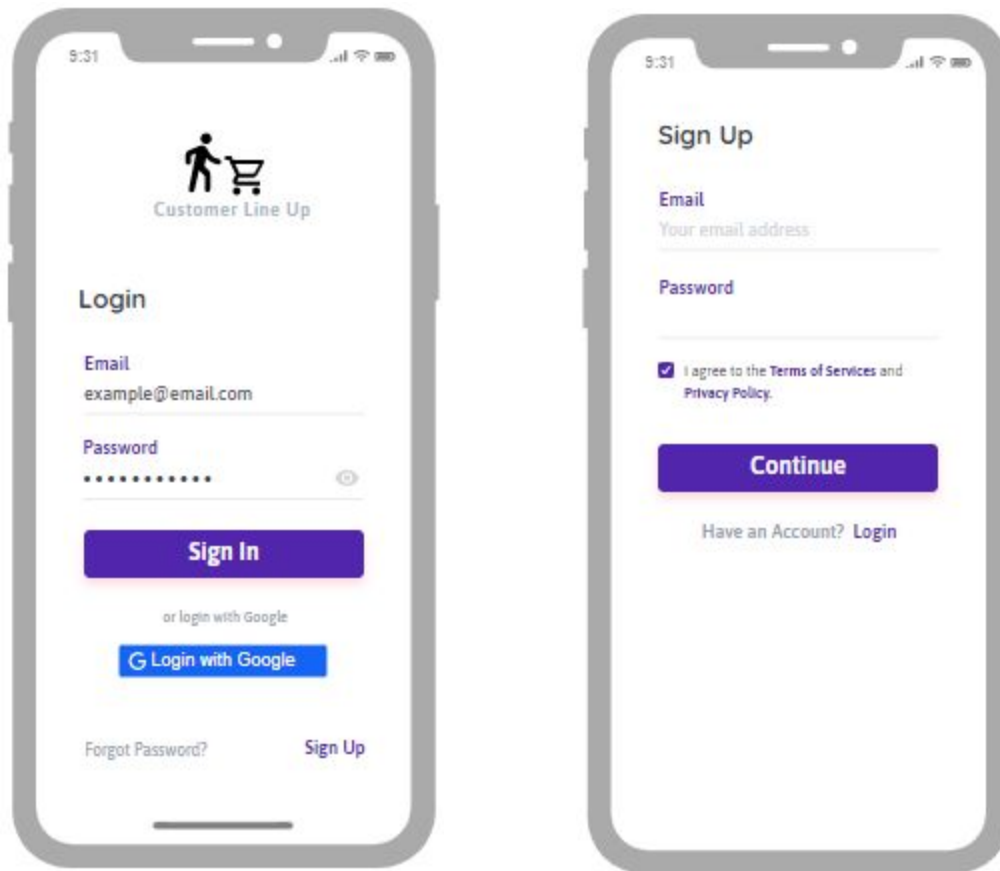 9:31
Customer Line Up
Login
Email
example@email.com
Password
Sign In
or login with Google
G Login with Google
Forgot Password?
Sign Up
9:31
Sign Up
Email
Your email address
Password
I agree to the Terms of Services and
Privacy Policy.
Continue
Have an Account? Login